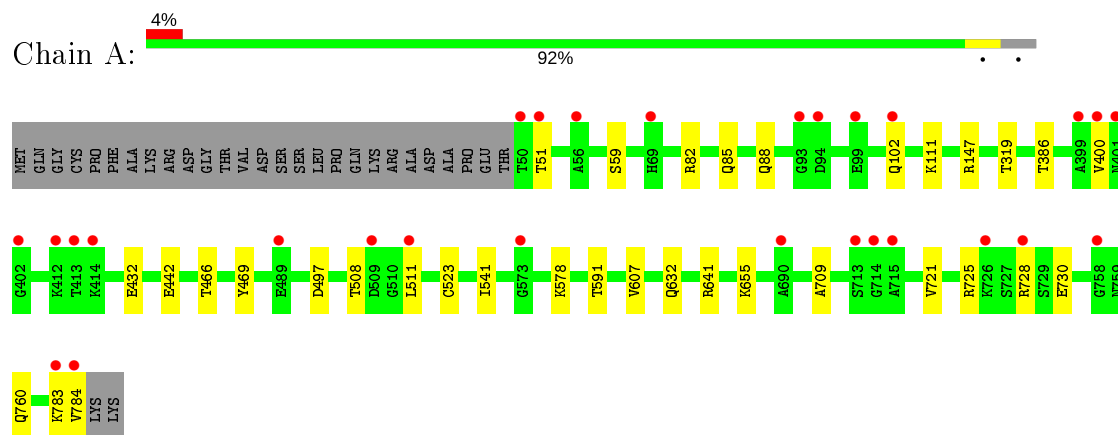 4%
Chain A:
92%
MET GLN GLY CYS PRO PHE ALA LYS ARG ASP GLY THR VAL ASP SER SER LEU PRO GLN LYS ARG ALA ASP ALA PRO GLU THR T50 T51 A56 S59 H69 R82 Q85 Q88 G93 D94 E99 Q102 K111 R147 T319 T386 A399 V400
G402 K412 T413 K414 E432 E442 T466 Y469 E489 D497 T508 D509 G510 L511 C523 I541 G573 K578 T591 V607 Q632 R641 K655 A690 A709 S713 G714 A715 V721 R725 K726 S727 R728 S729 E730 G758
Q760 K783 V784 LYS LYS